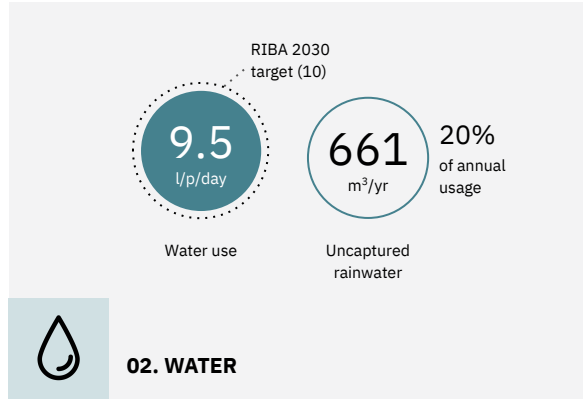 RIBA 2030
target (10)
9.5
l/p/day
Water use
661
m³/yr
20%
of annual
usage
Uncaptured
rainwater
02. WATER